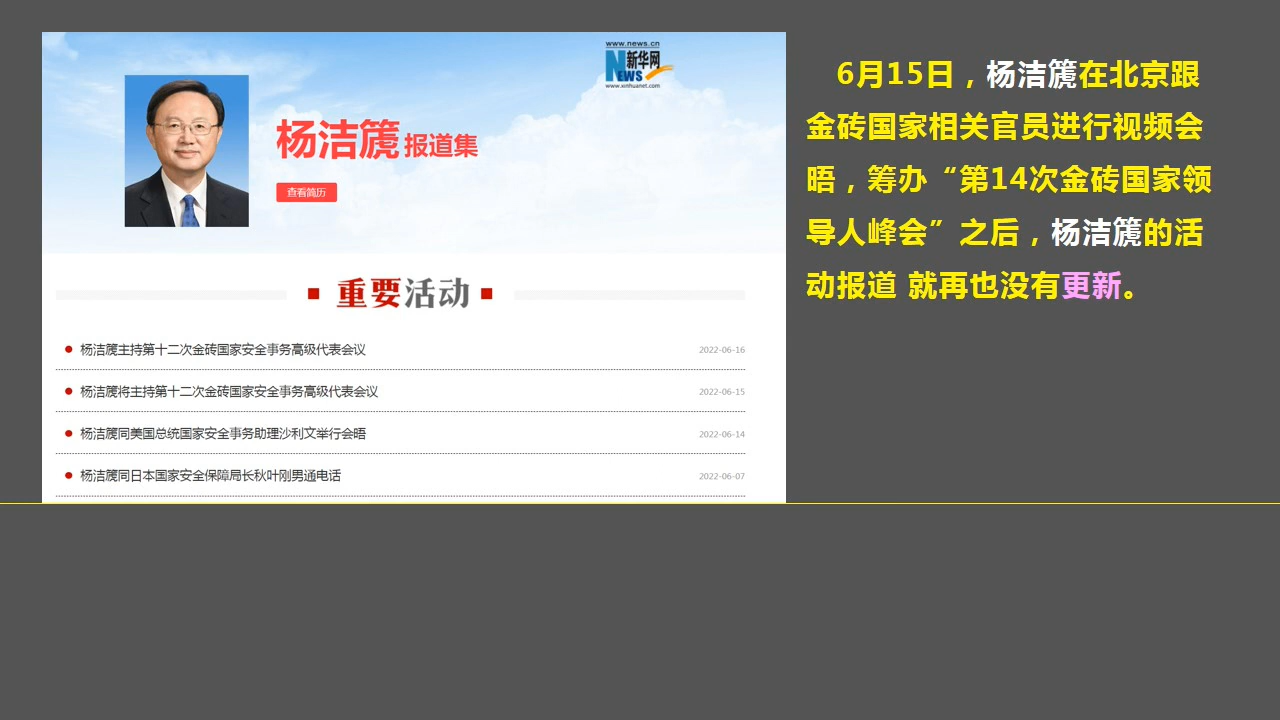 www.news.cn
新华网
NEWS
www.xinhuanet.com
杨洁篪 报道集
查看简历
重要活动
杨洁篪主持第十二次金砖国家安全事务高级代表会议 2022-06-16
杨洁篪将主持第十二次金砖国家安全事务高级代表会议 2022-06-15
杨洁篪同美国总统国家安全事务助理沙利文举行会晤 2022-06-14
杨洁篪同日本国家安全保障局长秋叶刚男通电话 2022-06-07
6月15日，杨洁篪在北京跟
金砖国家相关官员进行视频会
晤，筹办“第14次金砖国家领
导人峰会”之后，杨洁篪的活
动报道 就再也没有更新。